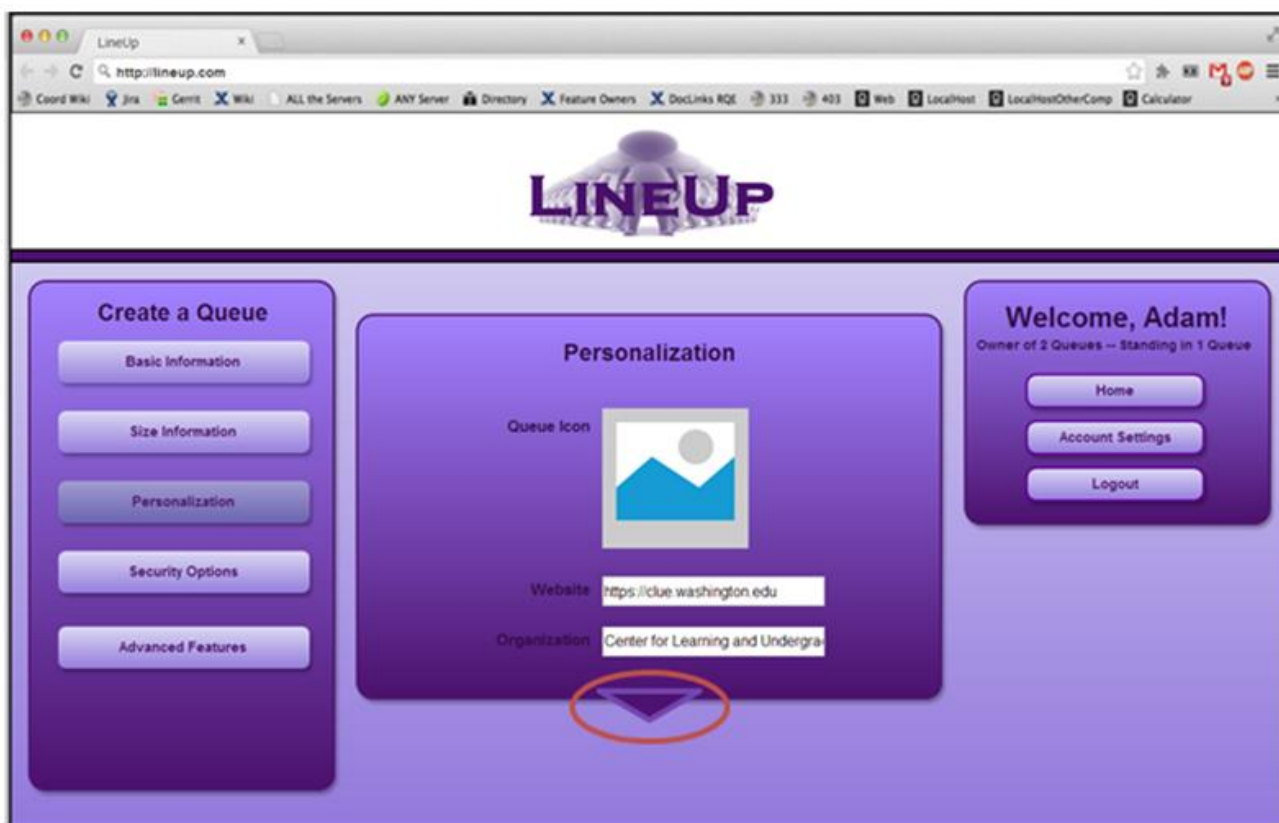 LineUp
http://lineup.com
Coord Wiki Jira Gerrit Wiki ALL the Servers ANY Server Directory Feature Owners DocLinks RQE 333 403 Web LocalHost LocalHostOtherComp Calculator
LINEUP
Create a Queue
Basic Information
Size Information
Personalization
Security Options
Advanced Features
Personalization
Queue Icon
Website https://clue.washington.edu
Organization Center for Learning and Undergra
Welcome, Adam!
Owner of 2 Queues -- Standing in 1 Queue
Home
Account Settings
Logout